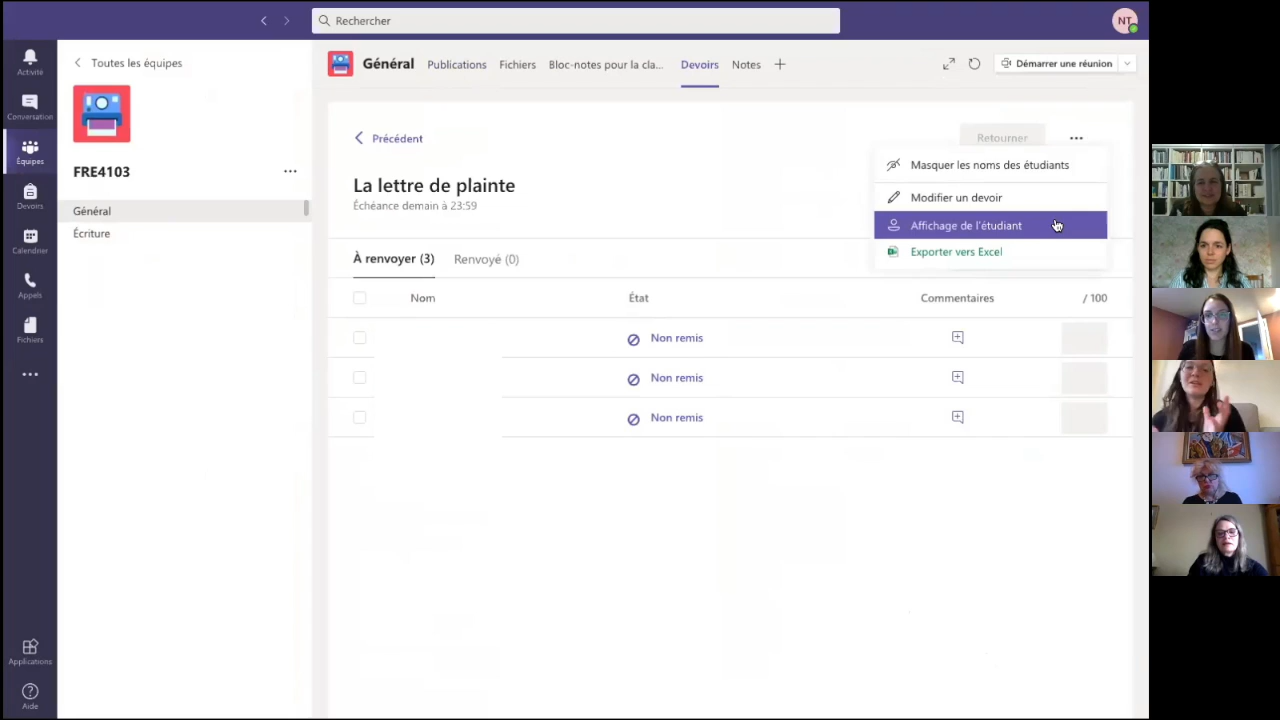 Rechercher
NT
Activité
Conversation
Équipes
Devoirs
Calendrier
Appels
Fichiers
Applications
Aide
Toutes les équipes
FRE4103
Général
Écriture
Général
Publications
Fichiers
Bloc-notes pour la cla...
Devoirs
Notes
Démarrer une réunion
Précédent
Retourner
La lettre de plainte
Échéance demain à 23:59
Masquer les noms des étudiants
Modifier un devoir
Affichage de l'étudiant
Exporter vers Excel
À renvoyer (3)
Renvoyé (0)
Nom
État
Commentaires
/ 100
Non remis
Non remis
Non remis